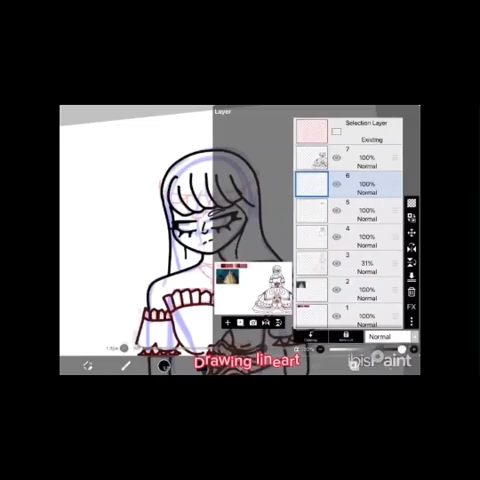 Layer
Selection Layer
Existing
7
100%
Normal
6
100%
Normal
5
100%
Normal
4
100%
Normal
3
31%
Normal
2
100%
Normal
1
100%
Normal
FX
Normal
ibisPaint
Drawing lineart